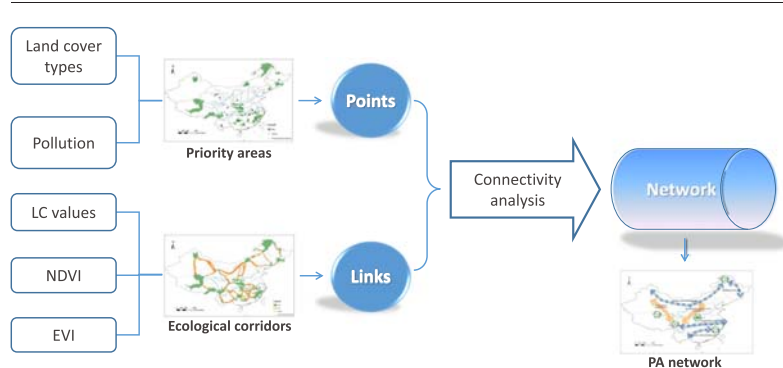 Land cover
types
Pollution
Priority areas
Points
LC values
NDVI
EVI
Ecological corridors
Links
Connectivity
analysis
Network
PA network